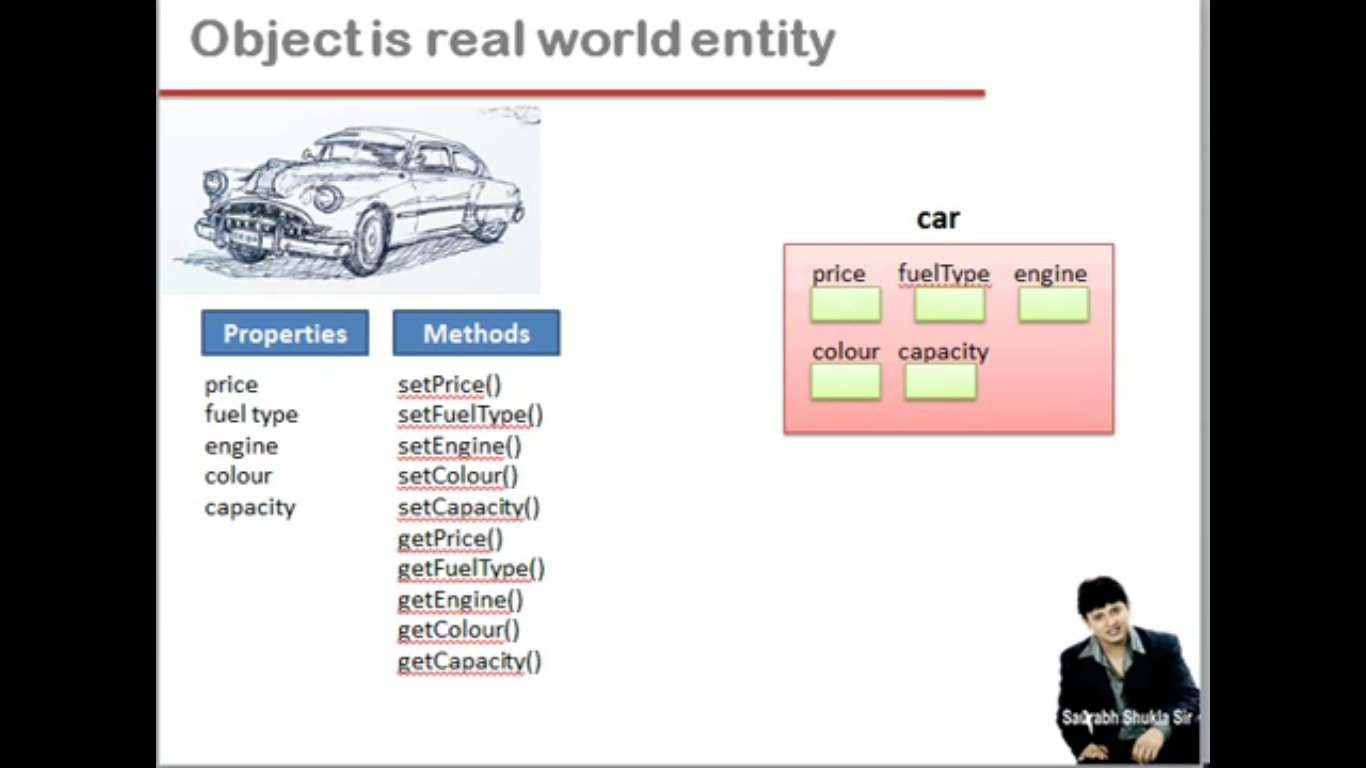 Object is real world entity
Properties
Methods
price
fuel type
engine
colour
capacity
setPrice()
setFuelType()
setEngine()
setColour()
setCapacity()
getPrice()
getFuelType()
getEngine()
getColour()
getCapacity()
car
price fuelType engine
colour capacity
Saurabh Shukla Sir